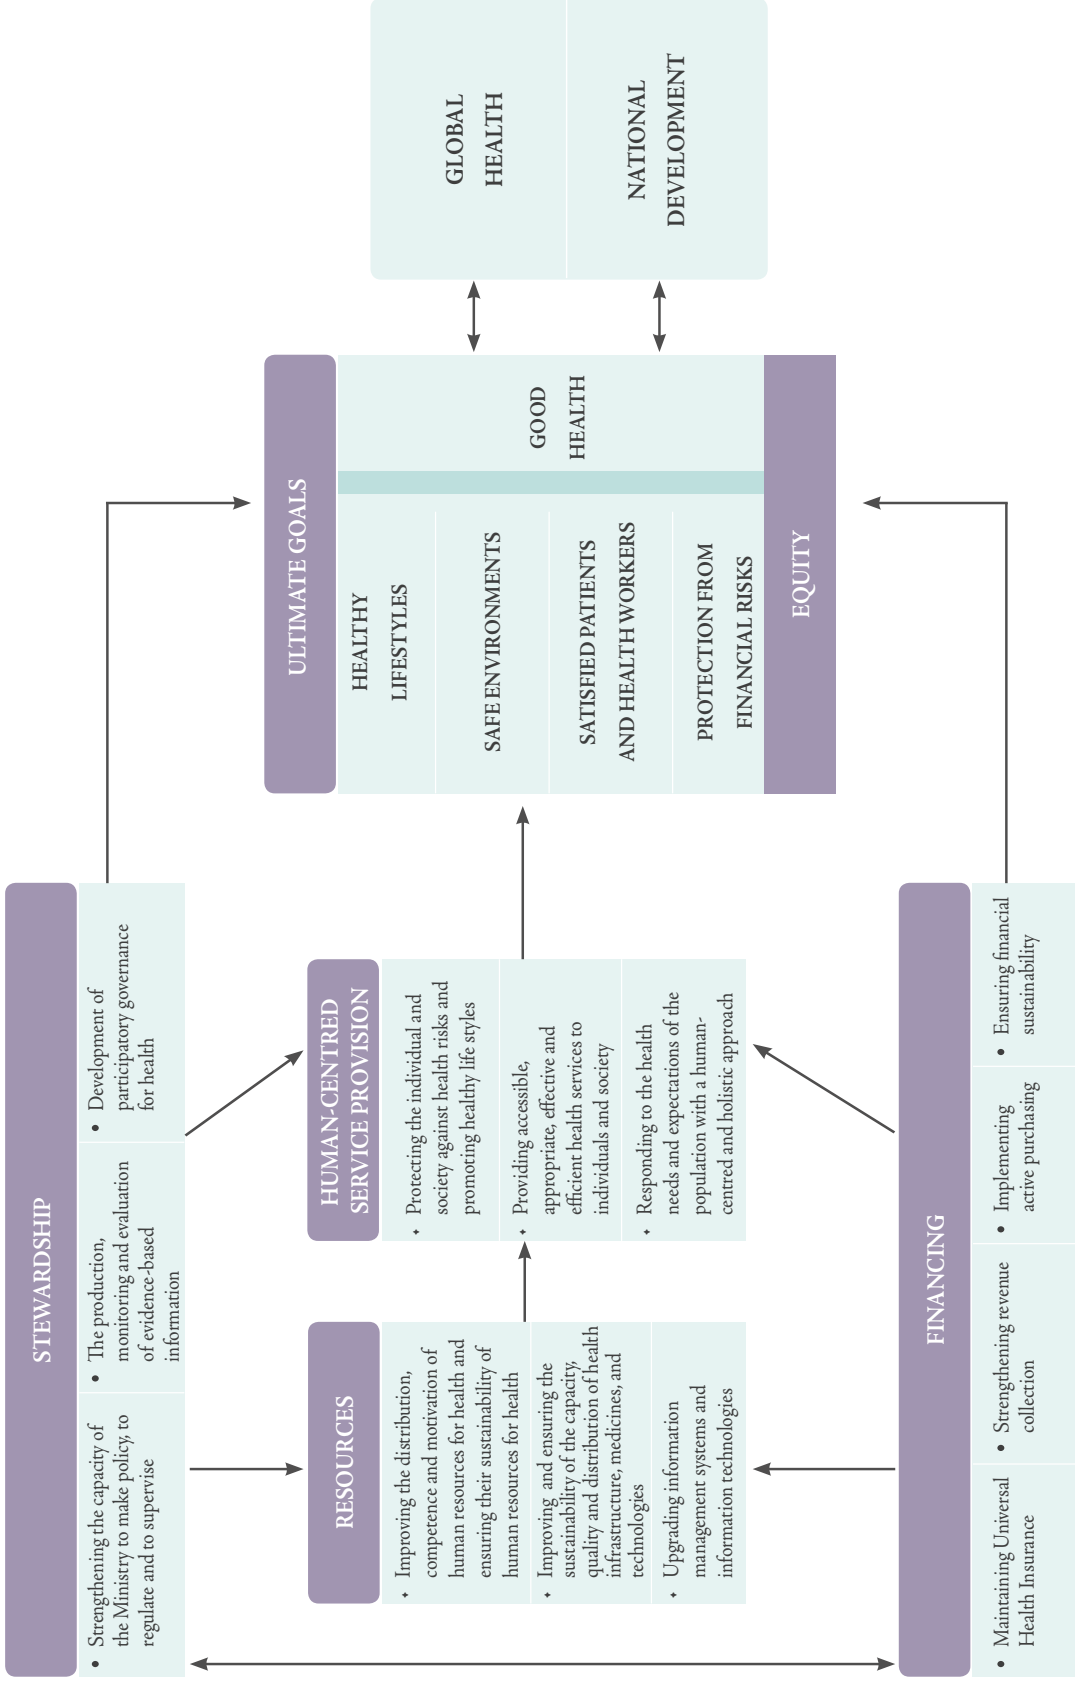 STEWARDSHIP
• Strengthening the capacity of
the Ministry to make policy, to
regulate and to supervise
• The production,
monitoring and evaluation
of evidence-based
information
• Development of
participatory governance
for health
RESOURCES
Improving the distribution,
competence and motivation of
human resources for health and
ensuring their sustainability of
human resources for health
Improving and ensuring the
sustainability of the capacity,
quality and distribution of health
infrastructure, medicines, and
technologies
Upgrading information
management systems and
information technologies
HUMAN-CENTRED
SERVICE PROVISION
Protecting the individual and
society against health risks and
promoting healthy life styles
Providing accessible,
appropriate, effective and
efficient health services to
individuals and society
Responding to the health
needs and expectations of the
population with a human-
centred and holistic approach
FINANCING
• Maintaining Universal
Health Insurance
• Strengthening revenue
collection
• Implementing
active purchasing
• Ensuring financial
sustainability
ULTIMATE GOALS
HEALTHY
LIFESTYLES
SAFE ENVIRONMENTS
SATISFIED PATIENTS
AND HEALTH WORKERS
PROTECTION FROM
FINANCIAL RISKS
GOOD
HEALTH
EQUITY
GLOBAL
HEALTH
NATIONAL
DEVELOPMENT